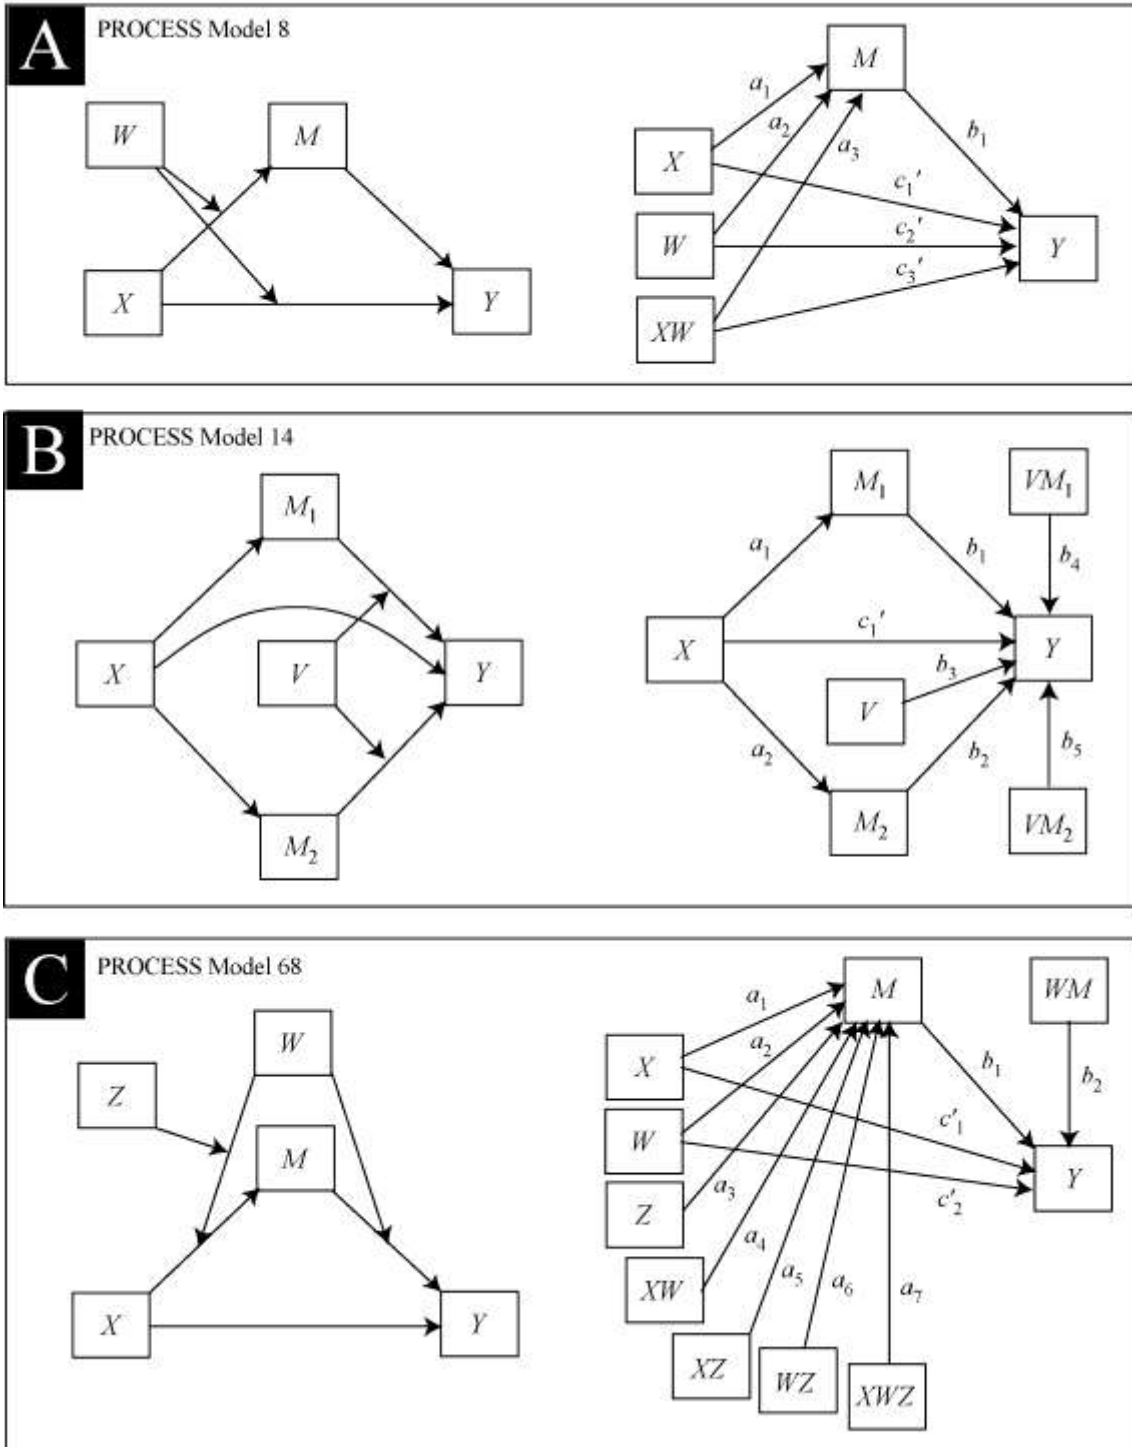 A
PROCESS Model 8
W
M
X
Y
M
a₁
a₂
a₃
b₁
X
c₁′
W
c₂′
Y
c₃′
XW
B
PROCESS Model 14
M₁
X
V
Y
M₂
M₁
VM₁
a₁
b₁
b₄
X
c₁′
Y
b₃
V
a₂
b₂
b₅
M₂
VM₂
C
PROCESS Model 68
W
Z
M
X
Y
M
WM
a₁
a₂
X
b₁
b₂
W
c′₁
Y
Z
a₃
c′₂
a₄
XW
a₅
a₆
a₇
XZ
WZ
XWZ